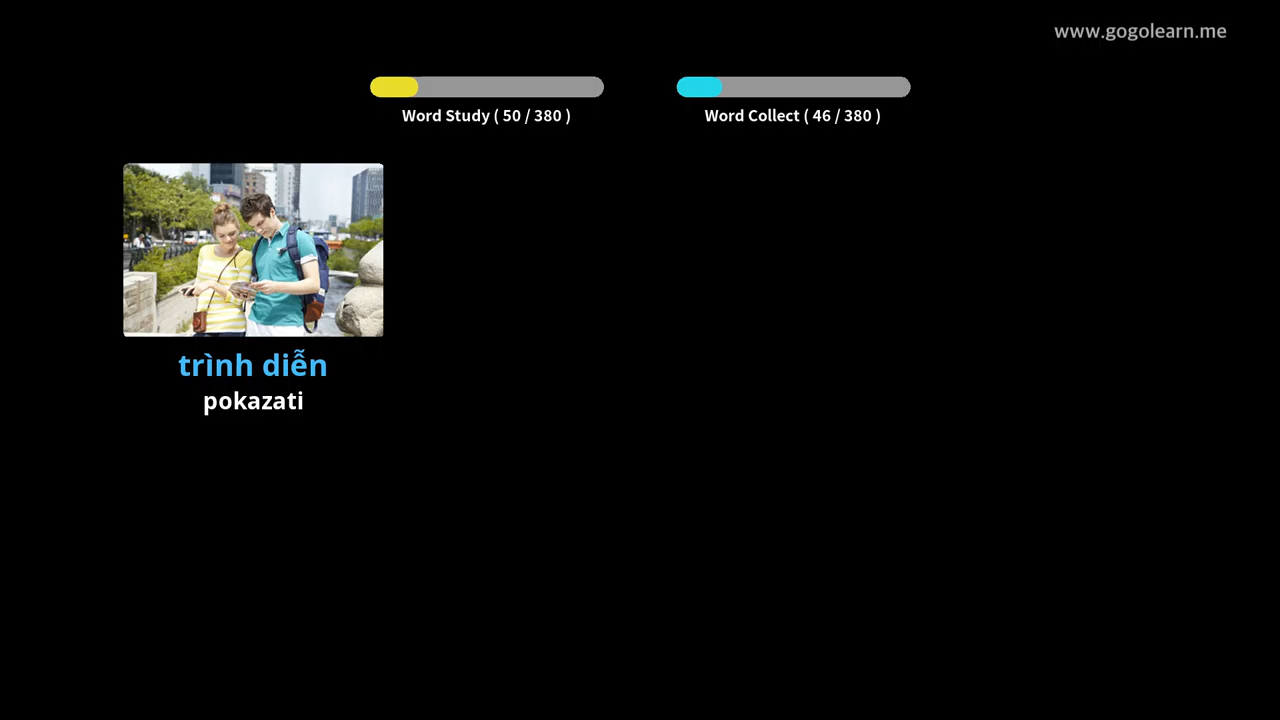 www.gogolearn.me
Word Study ( 50 / 380 )
Word Collect ( 46 / 380 )
trình diễn
pokazati